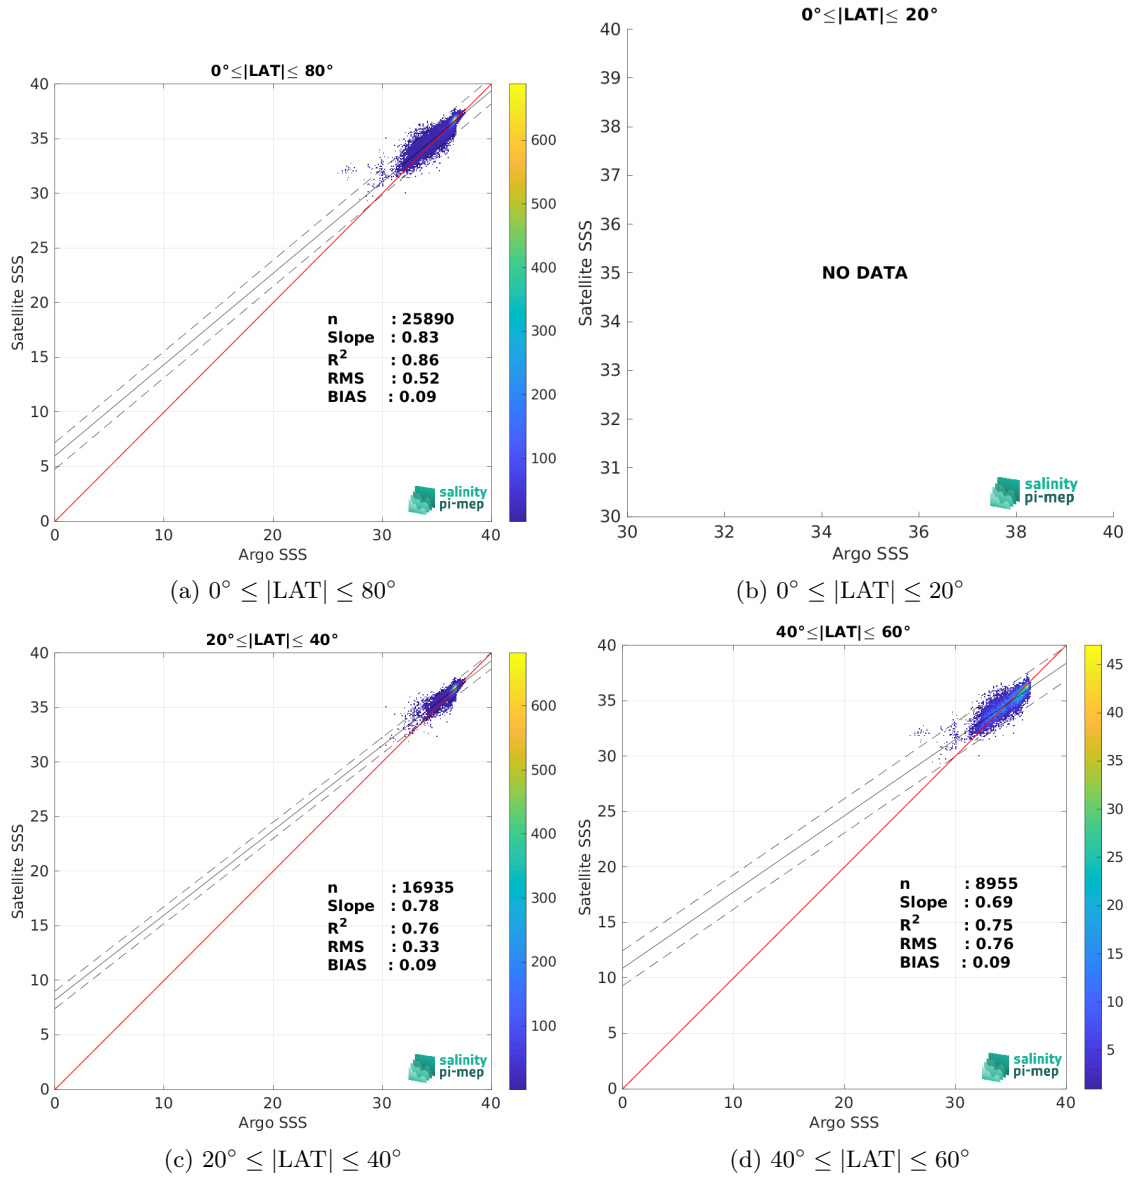 0°≤|LAT|≤ 80°
40
35
30
25
20
15
10
5
0
Satellite SSS
0
10
20
30
40
Argo SSS
600
500
400
300
200
100
n : 25890
Slope : 0.83
R² : 0.86
RMS : 0.52
BIAS : 0.09
salinity
pi-mep
(a) 0° ≤ |LAT| ≤ 80°
0°≤|LAT|≤ 20°
40
39
38
37
36
35
34
33
32
31
30
Satellite SSS
NO DATA
30
32
34
36
38
40
Argo SSS
salinity
pi-mep
(b) 0° ≤ |LAT| ≤ 20°
20°≤|LAT|≤ 40°
40
35
30
25
20
15
10
5
0
Satellite SSS
0
10
20
30
40
Argo SSS
600
500
400
300
200
100
n : 16935
Slope : 0.78
R² : 0.76
RMS : 0.33
BIAS : 0.09
salinity
pi-mep
(c) 20° ≤ |LAT| ≤ 40°
40°≤|LAT|≤ 60°
40
35
30
25
20
15
10
5
0
Satellite SSS
0
10
20
30
40
Argo SSS
45
40
35
30
25
20
15
10
5
n : 8955
Slope : 0.69
R² : 0.75
RMS : 0.76
BIAS : 0.09
salinity
pi-mep
(d) 40° ≤ |LAT| ≤ 60°